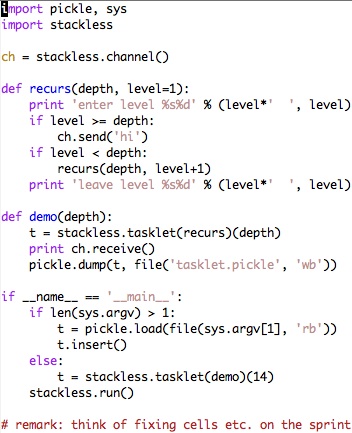 import pickle, sys
import stackless
ch = stackless.channel()
def recurs(depth, level=1):
    print 'enter level %s%d' % (level*'  ', level)
    if level >= depth:
        ch.send('hi')
    if level < depth:
        recurs(depth, level+1)
    print 'leave level %s%d' % (level*'  ', level)
def demo(depth):
    t = stackless.tasklet(recurs)(depth)
    print ch.receive()
    pickle.dump(t, file('tasklet.pickle', 'wb'))
if __name__ == '__main__':
    if len(sys.argv) > 1:
        t = pickle.load(file(sys.argv[1], 'rb'))
        t.insert()
    else:
        t = stackless.tasklet(demo)(14)
    stackless.run()
# remark: think of fixing cells etc. on the sprint